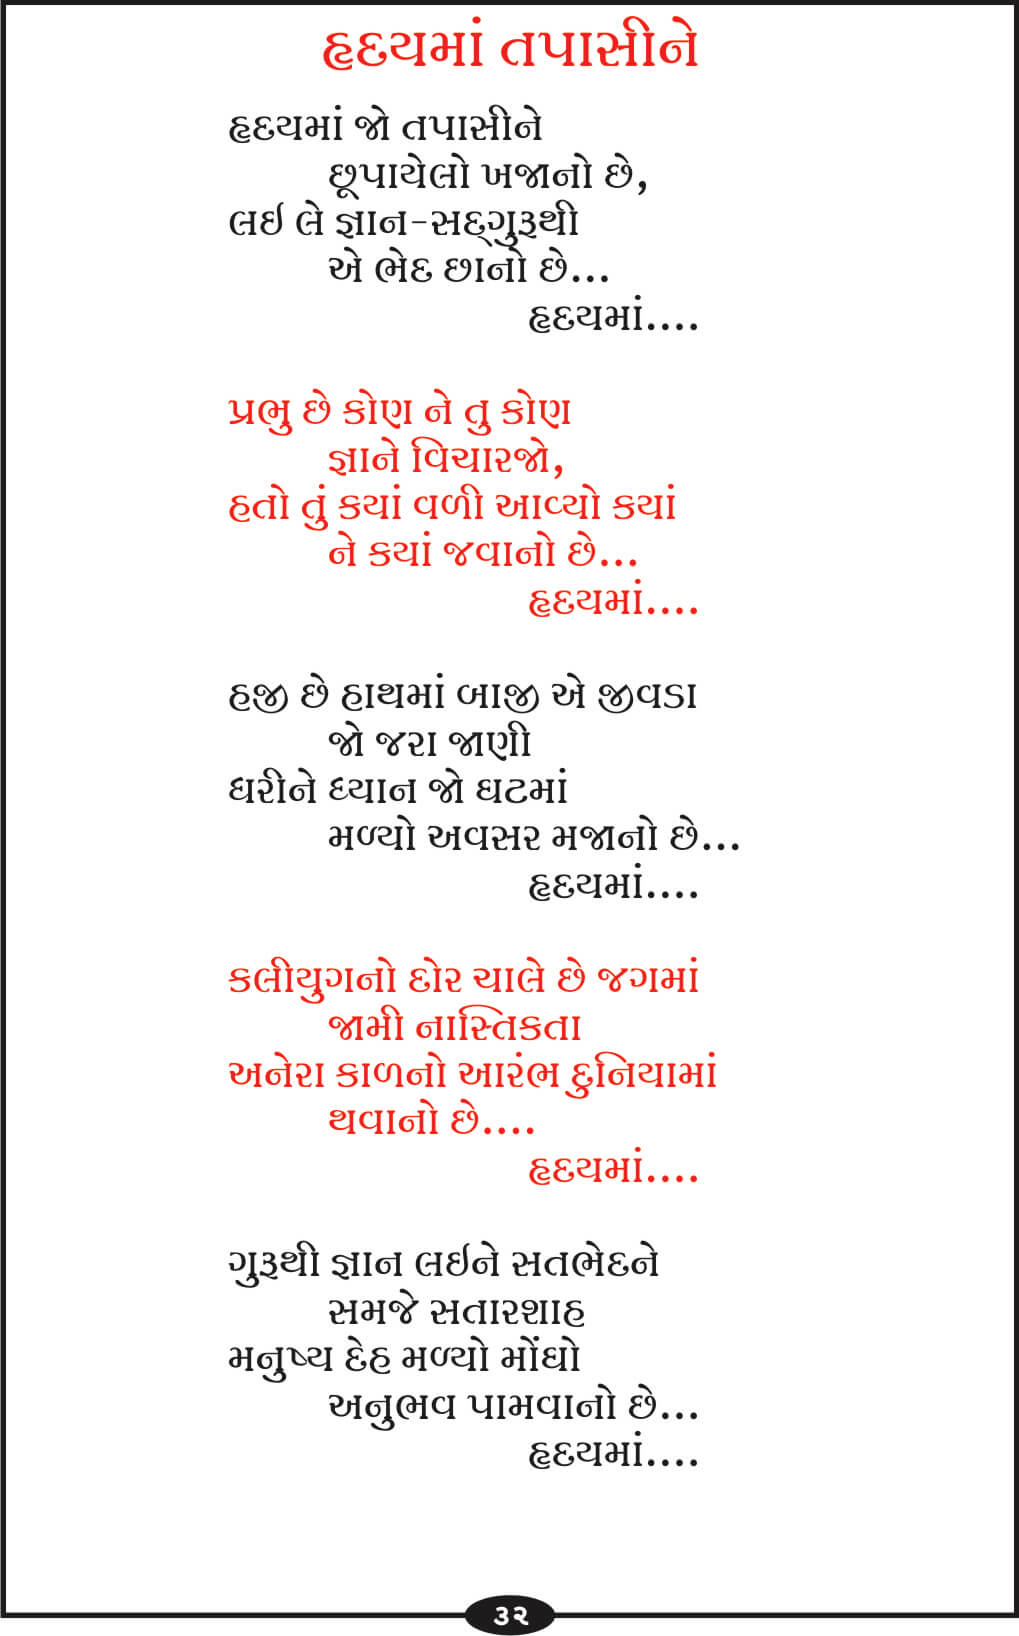 હૃદયમાં તપાસીને
હૃદયમાં જો તપાસીને
છૂપાયેલો ખજાનો છે,
લઇ લે જ્ઞાન-સદ્ગુરૂથી
એ ભેદ છાનો છે...
હૃદયમાં....
પ્રભુ છે કોણ ને તુ કોણ
જ્ઞાને વિચારજો,
હતો તું કયાં વળી આવ્યો કયાં
ને કયાં જવાનો છે...
હૃદયમાં....
હજી છે હાથમાં બાજી એ જીવડા
જો જરા જાણી
ધરીને ધ્યાન જો ઘટમાં
મળ્યો અવસર મજાનો છે...
હૃદયમાં....
કલીયુગનો દોર ચાલે છે જગમાં
જામી નાસ્તિકતા
અનેરા કાળનો આરંભ દુનિયામાં
થવાનો છે....
હૃદયમાં....
ગુરૂથી જ્ઞાન લઇને સતભેદને
સમજે સતારશાહ
મનુષ્ય દેહ મળ્યો મોંઘો
અનુભવ પામવાનો છે...
હૃદયમાં....
૩૨